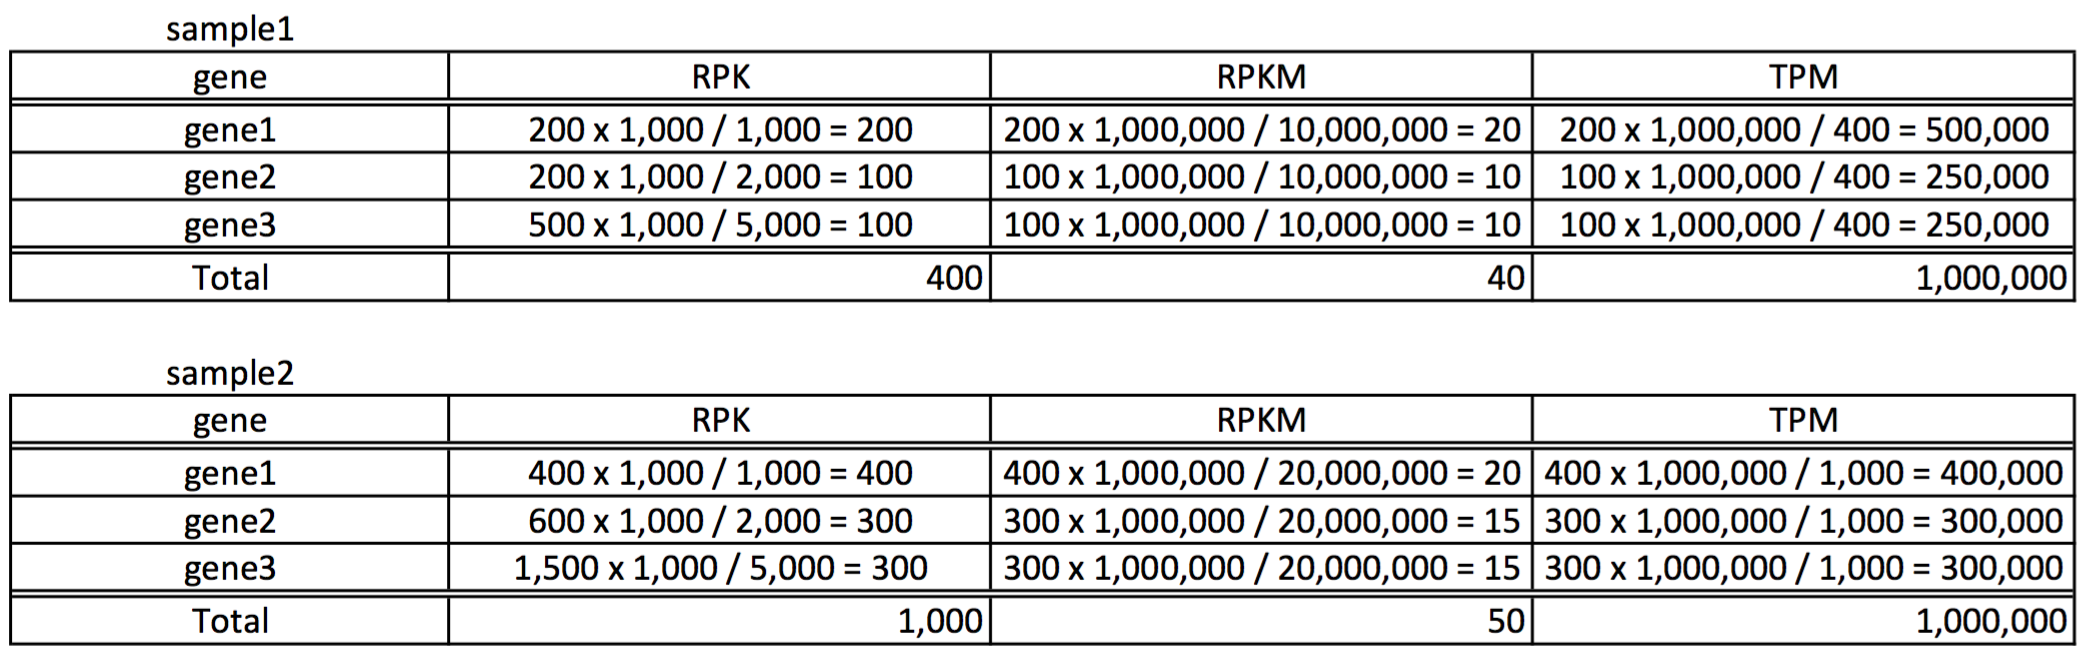 sample1
gene RPK RPKM TPM
gene1 200 x 1,000 / 1,000 = 200 200 x 1,000,000 / 10,000,000 = 20 200 x 1,000,000 / 400 = 500,000
gene2 200 x 1,000 / 2,000 = 100 100 x 1,000,000 / 10,000,000 = 10 100 x 1,000,000 / 400 = 250,000
gene3 500 x 1,000 / 5,000 = 100 100 x 1,000,000 / 10,000,000 = 10 100 x 1,000,000 / 400 = 250,000
Total 400 40 1,000,000
sample2
gene RPK RPKM TPM
gene1 400 x 1,000 / 1,000 = 400 400 x 1,000,000 / 20,000,000 = 20 400 x 1,000,000 / 1,000 = 400,000
gene2 600 x 1,000 / 2,000 = 300 300 x 1,000,000 / 20,000,000 = 15 300 x 1,000,000 / 1,000 = 300,000
gene3 1,500 x 1,000 / 5,000 = 300 300 x 1,000,000 / 20,000,000 = 15 300 x 1,000,000 / 1,000 = 300,000
Total 1,000 50 1,000,000